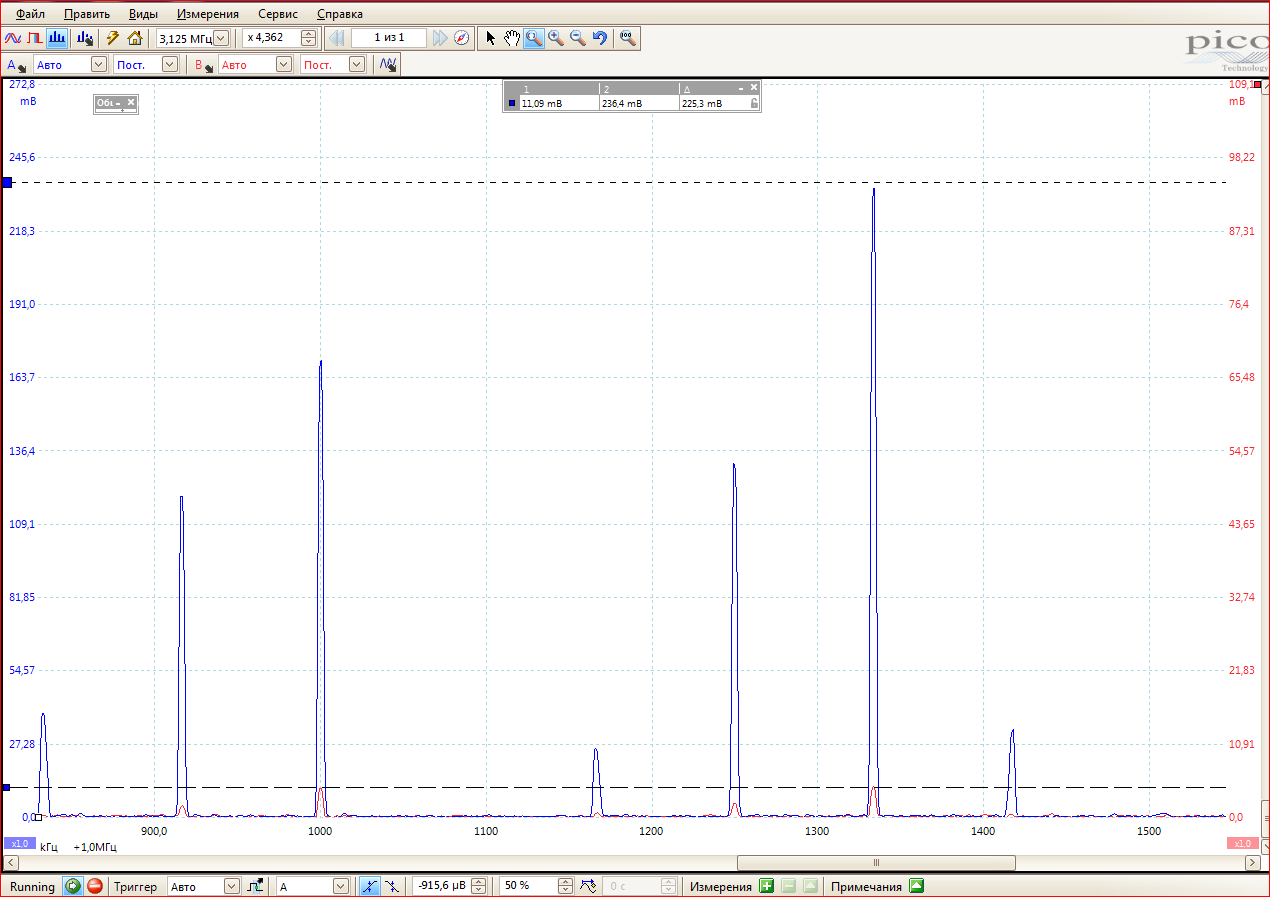 Файл Править Виды Измерения Сервис Справка
3,125 МГц x 4,362 1 из 1
pico
Technology
A Авто Пост. B Авто Пост.
272,8 109,1
mB mB
1 2 Δ
11,09 mB 236,4 mB 225,3 mB
245,6 98,22
218,3 87,31
191,0 76,4
163,7 65,48
136,4 54,57
109,1 43,65
81,85 32,74
54,57 21,83
27,28 10,91
0,0 0,0
900,0 1000 1100 1200 1300 1400 1500
x1,0 кГц +1,0МГц x1,0
Running Триггер Авто A -915,6 µB 50 % 0 с Измерения Примечания